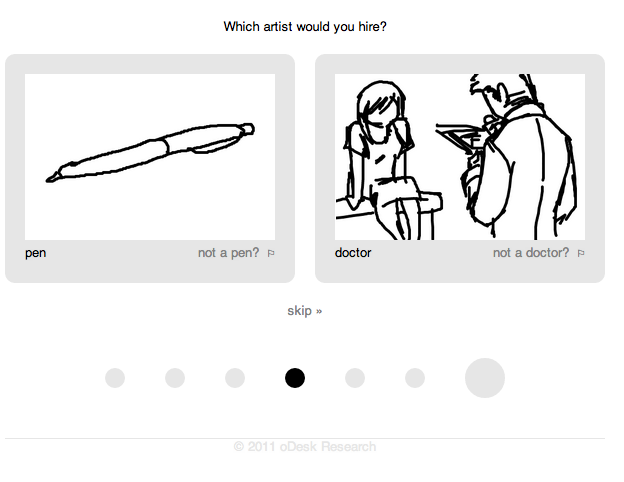 Which artist would you hire?
pen
not a pen? ⚐
doctor
not a doctor? ⚐
skip »
© 2011 oDesk Research